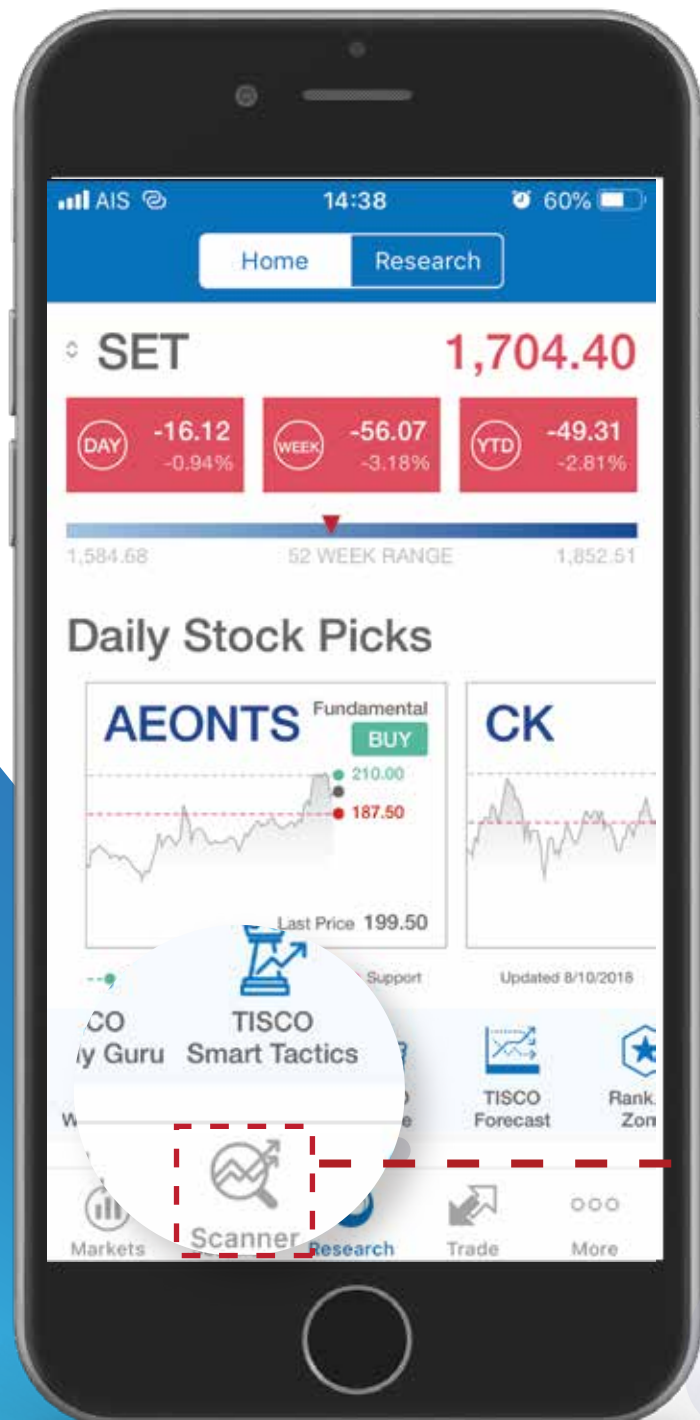 AIS 14:38 60%
Home Research
SET 1,704.40
DAY -16.12 -0.94%
WEEK -56.07 -3.18%
YTD -49.31 -2.81%
1,584.68 52 WEEK RANGE 1,852.51
Daily Stock Picks
AEONTS Fundamental
BUY
210.00
187.50
Last Price 199.50
CK
Support Updated 8/10/2018
TISCO
Smart Tactics
y Guru
TISCO
Forecast
Rank
Zon
Markets Scanner Research Trade More